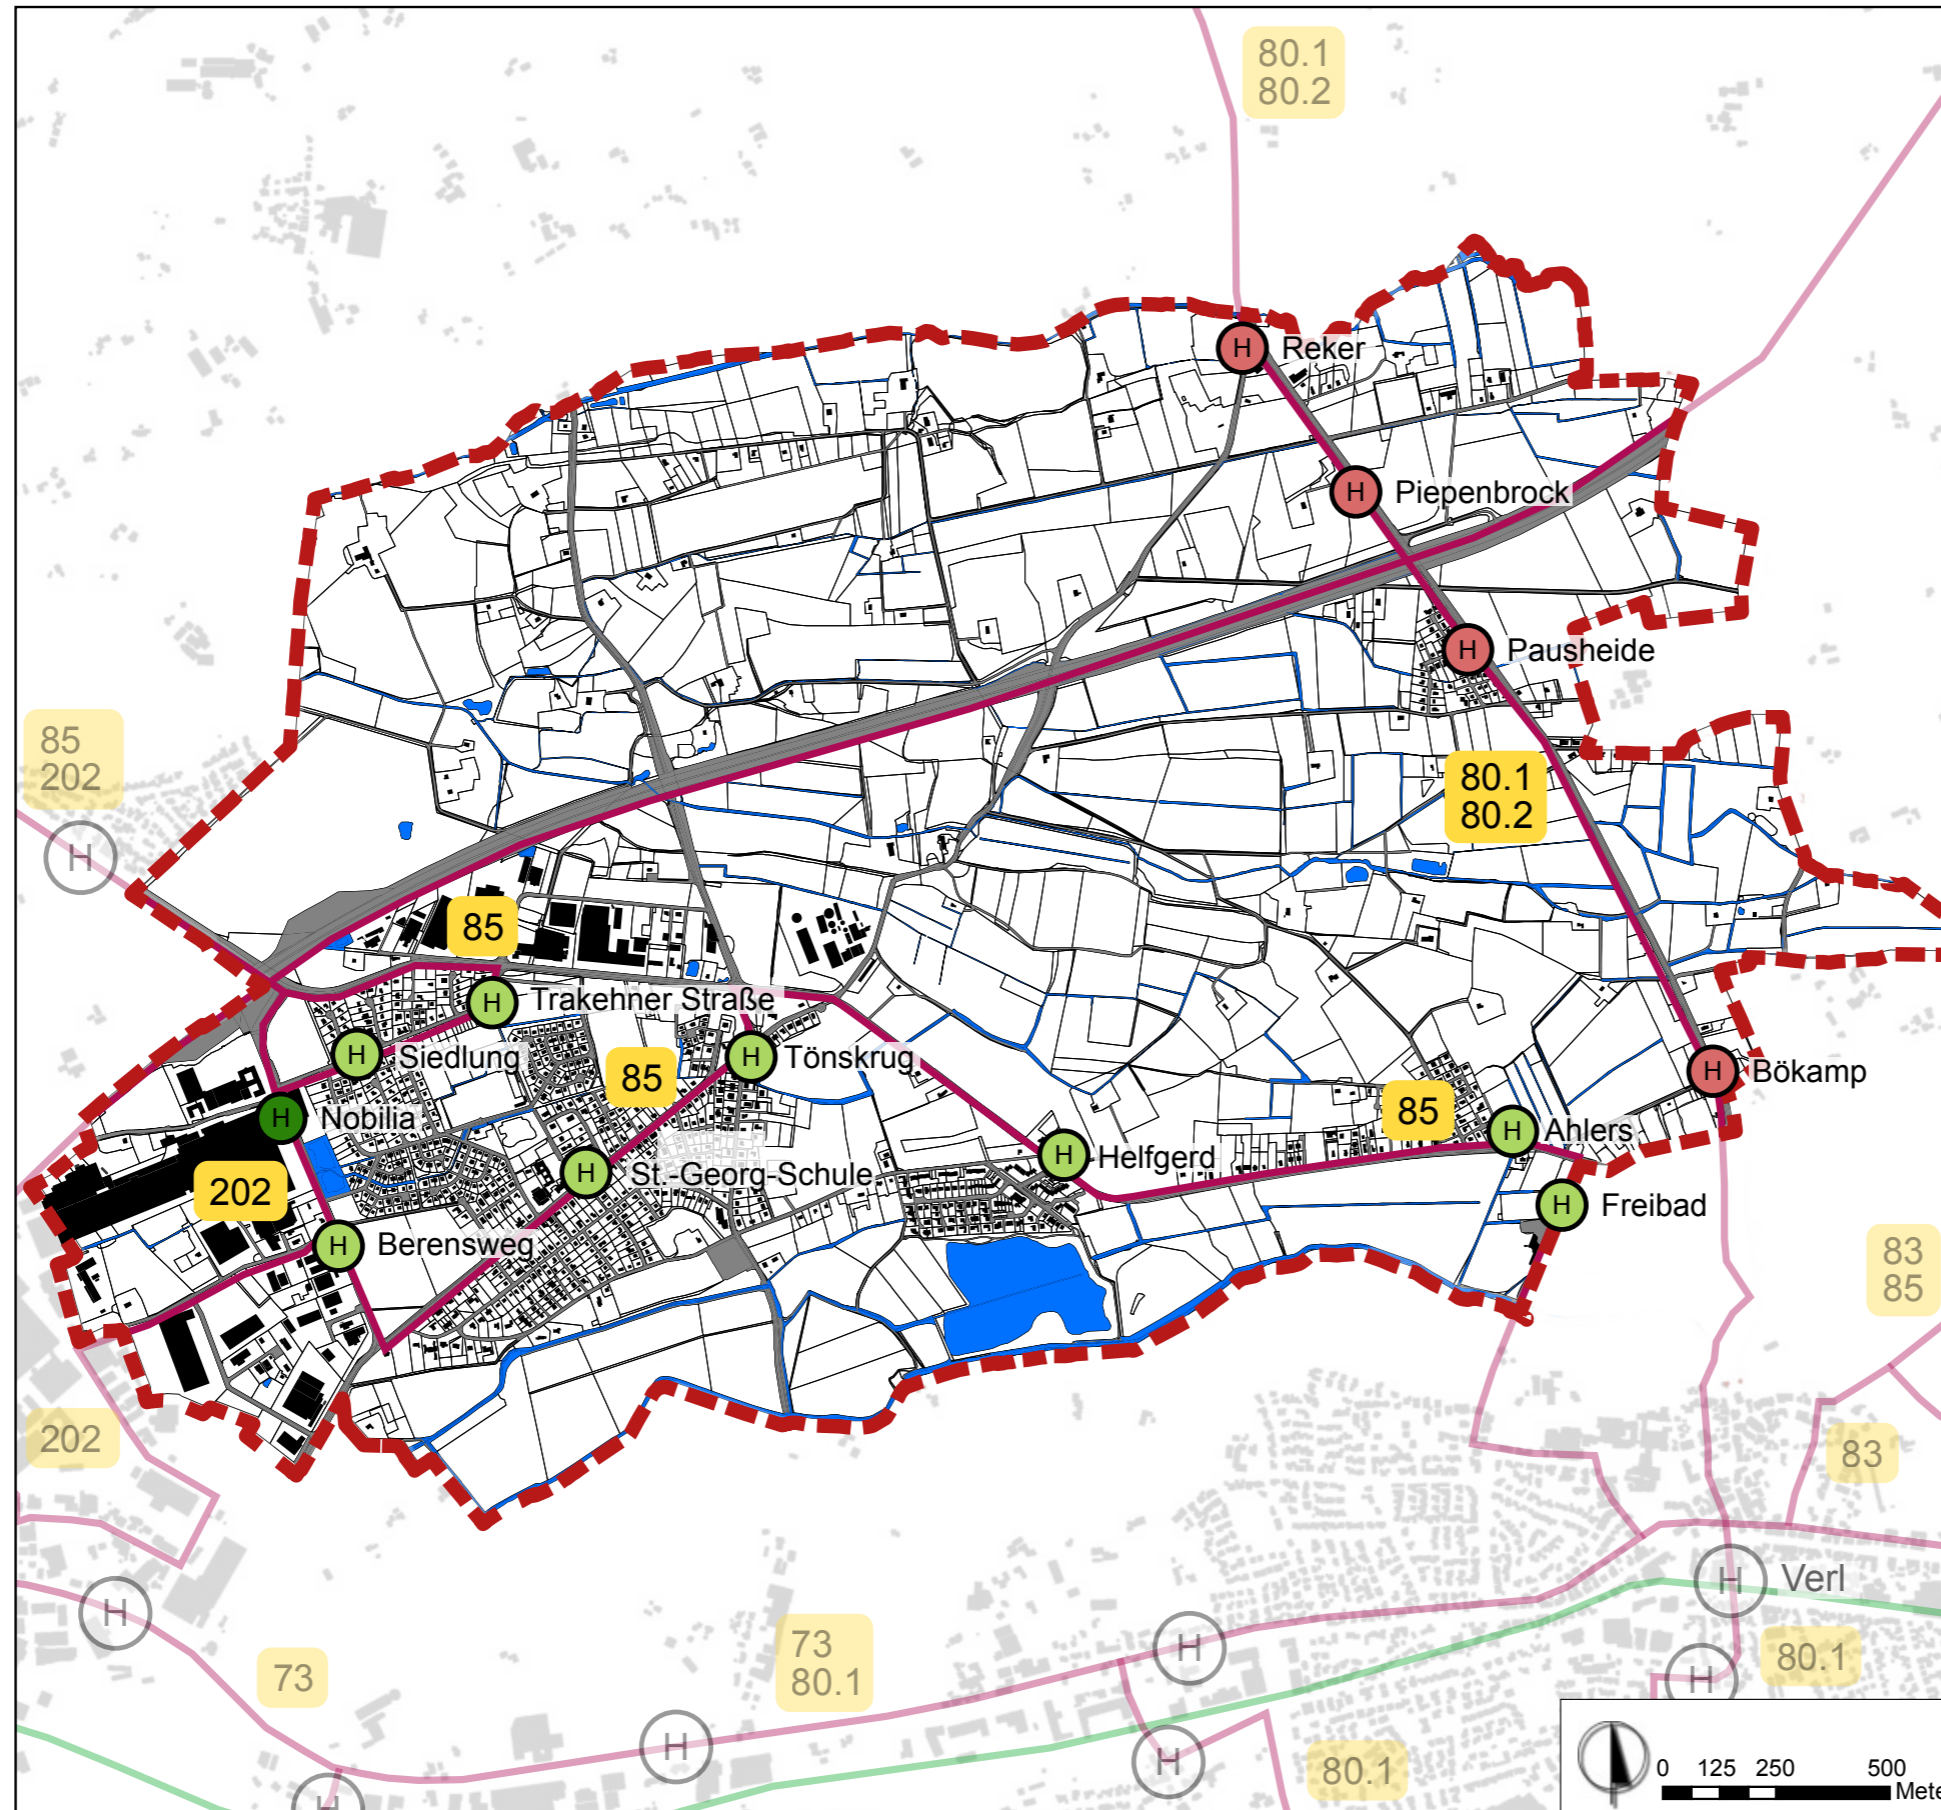 80.1
80.2
H Reker
H Piepenbrock
H Pausheide
85
202
H
80.1
80.2
85
H Trakehner Straße
H Siedlung
85
H Tönskrug
H Bökamp
H Nobilia
85
H Ahlers
H Helfgerd
H St.-Georg-Schule
202
H Freibad
H Berensweg
83
85
202
83
H Verl
H
73
73
80.1
H
80.1
H
H
H
80.1
H
0 125 250 500
Mete